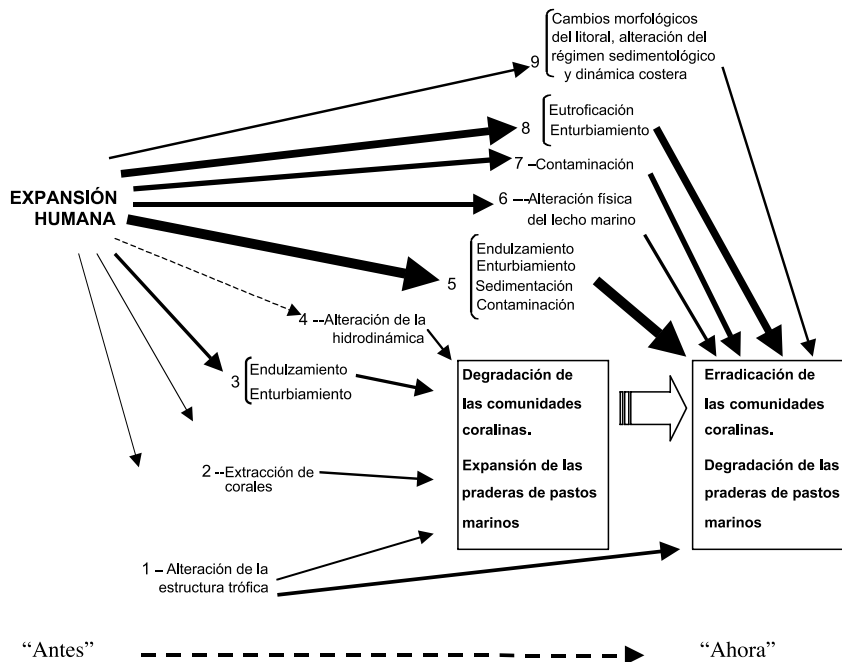 Cambios morfológicos
del litoral, alteración del
régimen sedimentológico
y dinámica costera
9
Eutroficación
Enturbiamiento
8
7 –Contaminación
6 --Alteración física
del lecho marino
EXPANSIÓN
HUMANA
Endulzamiento
Enturbiamiento
Sedimentación
Contaminación
5
4 --Alteración de la
hidrodinámica
3
Endulzamiento
Enturbiamiento
2 --Extracción de
corales
1 – Alteración de la
estructura trófica
Degradación de
las comunidades
coralinas.
Expansión de las
praderas de pastos
marinos
Erradicación de
las comunidades
coralinas.
Degradación de las
praderas de pastos
marinos
“Antes”
“Ahora”